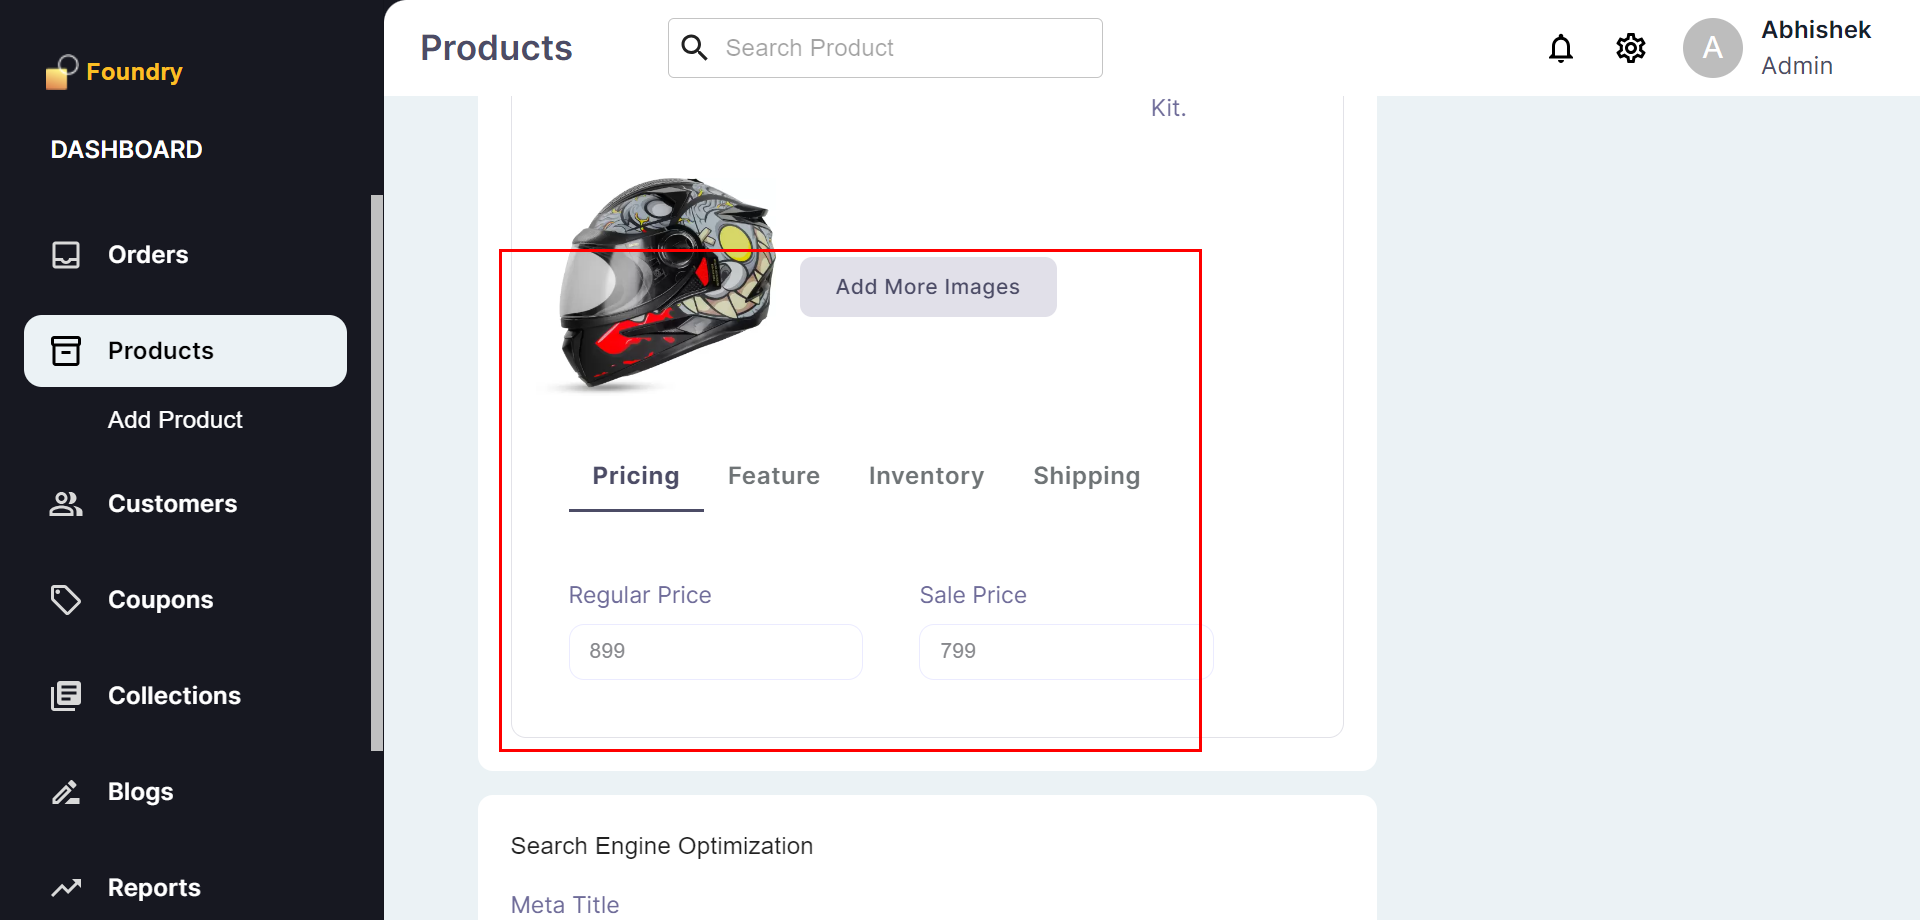 Foundry
DASHBOARD
Orders
Products
Add Product
Customers
Coupons
Collections
Blogs
Reports
Products
Search Product
A
Abhishek
Admin
Kit.
Add More Images
Pricing Feature Inventory Shipping
Regular Price Sale Price
899 799
Search Engine Optimization
Meta Title